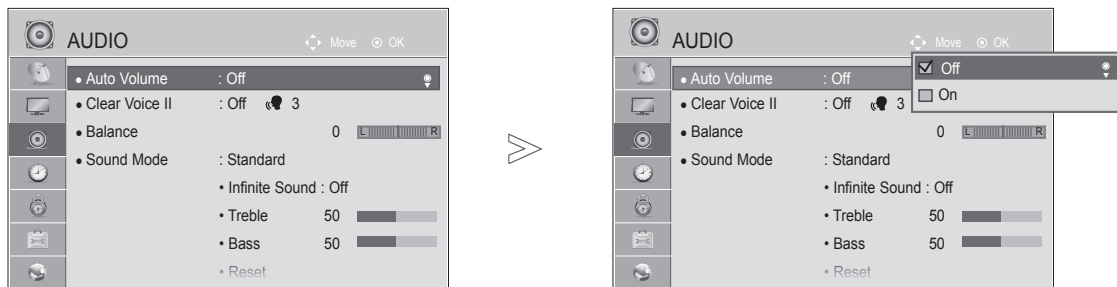 AUDIO
Move OK
• Auto Volume : Off
• Clear Voice II : Off 3
• Balance 0 L R
• Sound Mode : Standard
• Infinite Sound : Off
• Treble 50
• Bass 50
• Reset
>
AUDIO
Move OK
• Auto Volume : Off
Off
On
• Clear Voice II : Off 3
• Balance 0 L R
• Sound Mode : Standard
• Infinite Sound : Off
• Treble 50
• Bass 50
• Reset